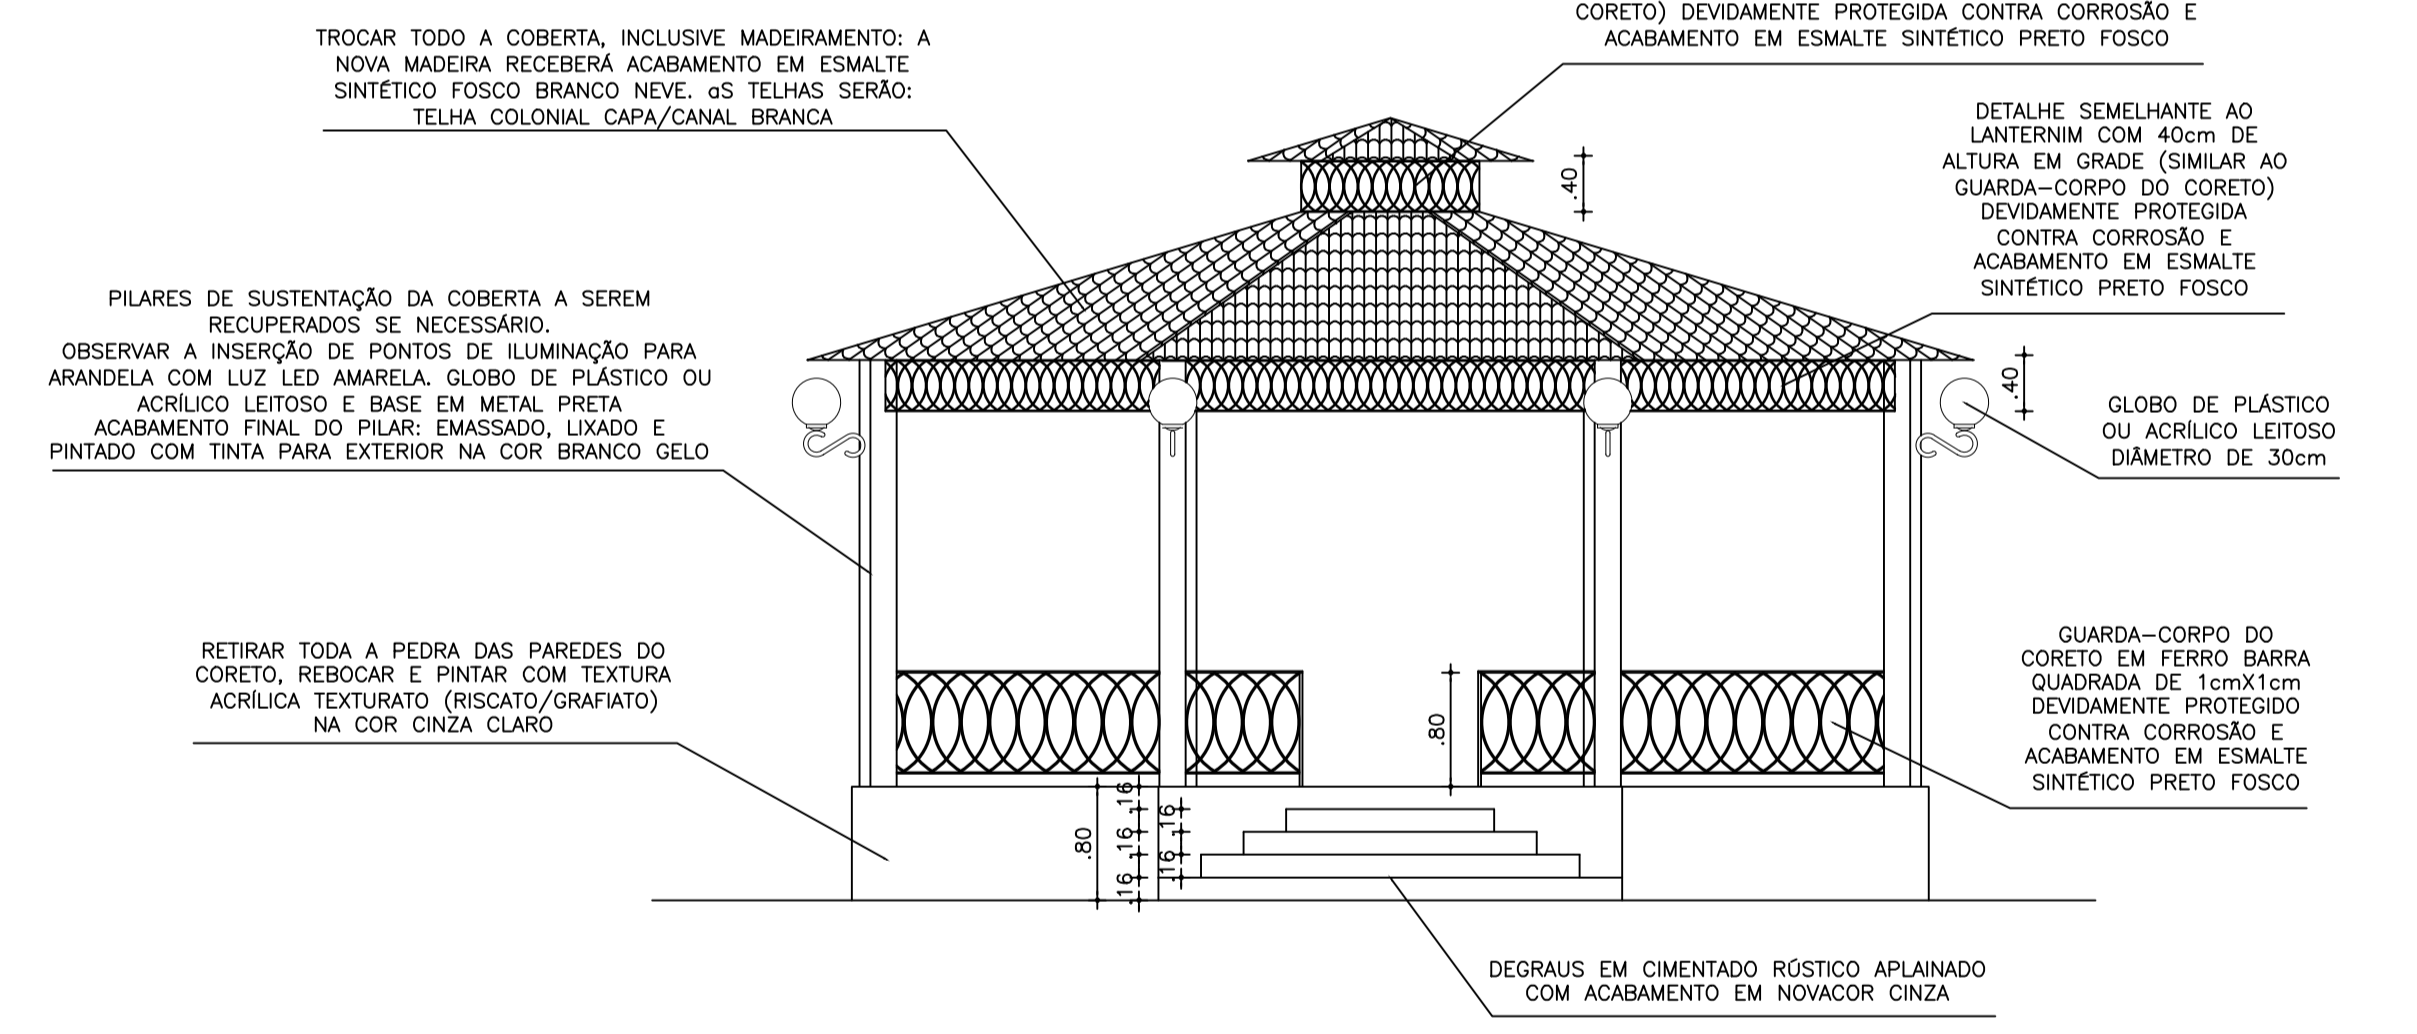 CORETO) DEVIDAMENTE PROTEGIDA CONTRA CORROSÃO E
ACABAMENTO EM ESMALTE SINTÉTICO PRETO FOSCO
TROCAR TODO A COBERTA, INCLUSIVE MADEIRAMENTO: A
NOVA MADEIRA RECEBERÁ ACABAMENTO EM ESMALTE
SINTÉTICO FOSCO BRANCO NEVE. aS TELHAS SERÃO:
TELHA COLONIAL CAPA/CANAL BRANCA
DETALHE SEMELHANTE AO
LANTERNIM COM 40cm DE
ALTURA EM GRADE (SIMILAR AO
GUARDA-CORPO DO CORETO)
DEVIDAMENTE PROTEGIDA
CONTRA CORROSÃO E
ACABAMENTO EM ESMALTE
SINTÉTICO PRETO FOSCO
.40
PILARES DE SUSTENTAÇÃO DA COBERTA A SEREM
RECUPERADOS SE NECESSÁRIO.
OBSERVAR A INSERÇÃO DE PONTOS DE ILUMINAÇÃO PARA
ARANDELA COM LUZ LED AMARELA. GLOBO DE PLÁSTICO OU
ACRÍLICO LEITOSO E BASE EM METAL PRETA
ACABAMENTO FINAL DO PILAR: EMASSADO, LIXADO E
PINTADO COM TINTA PARA EXTERIOR NA COR BRANCO GELO
.40
GLOBO DE PLÁSTICO
OU ACRÍLICO LEITOSO
DIÂMETRO DE 30cm
RETIRAR TODA A PEDRA DAS PAREDES DO
CORETO, REBOCAR E PINTAR COM TEXTURA
ACRÍLICA TEXTURATO (RISCATO/GRAFIATO)
NA COR CINZA CLARO
GUARDA-CORPO DO
CORETO EM FERRO BARRA
QUADRADA DE 1cmX1cm
DEVIDAMENTE PROTEGIDO
CONTRA CORROSÃO E
ACABAMENTO EM ESMALTE
SINTÉTICO PRETO FOSCO
.80
.80
.16
.16
.16
.16
.16
DEGRAUS EM CIMENTADO RÚSTICO APLAINADO
COM ACABAMENTO EM NOVACOR CINZA